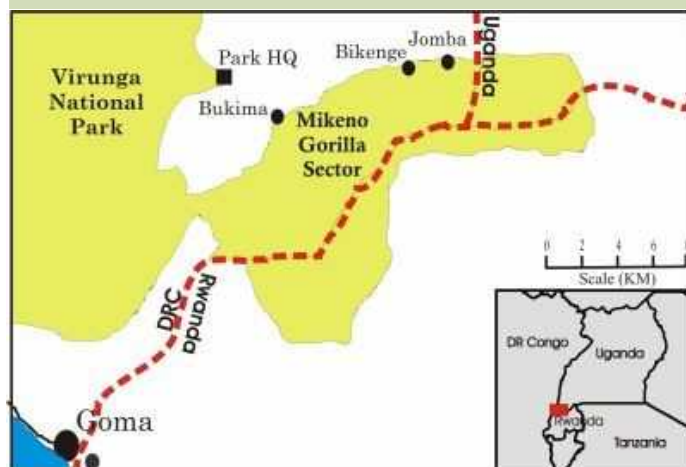 Virunga
National
Park
Park HQ
Bukima
Bikenge
Jomba
Uganda
Mikeno
Gorilla
Sector
DRC
Rwanda
Goma
0 2 4 6 8
Scale (KM)
DR Congo
Uganda
Rwanda
Tanzania